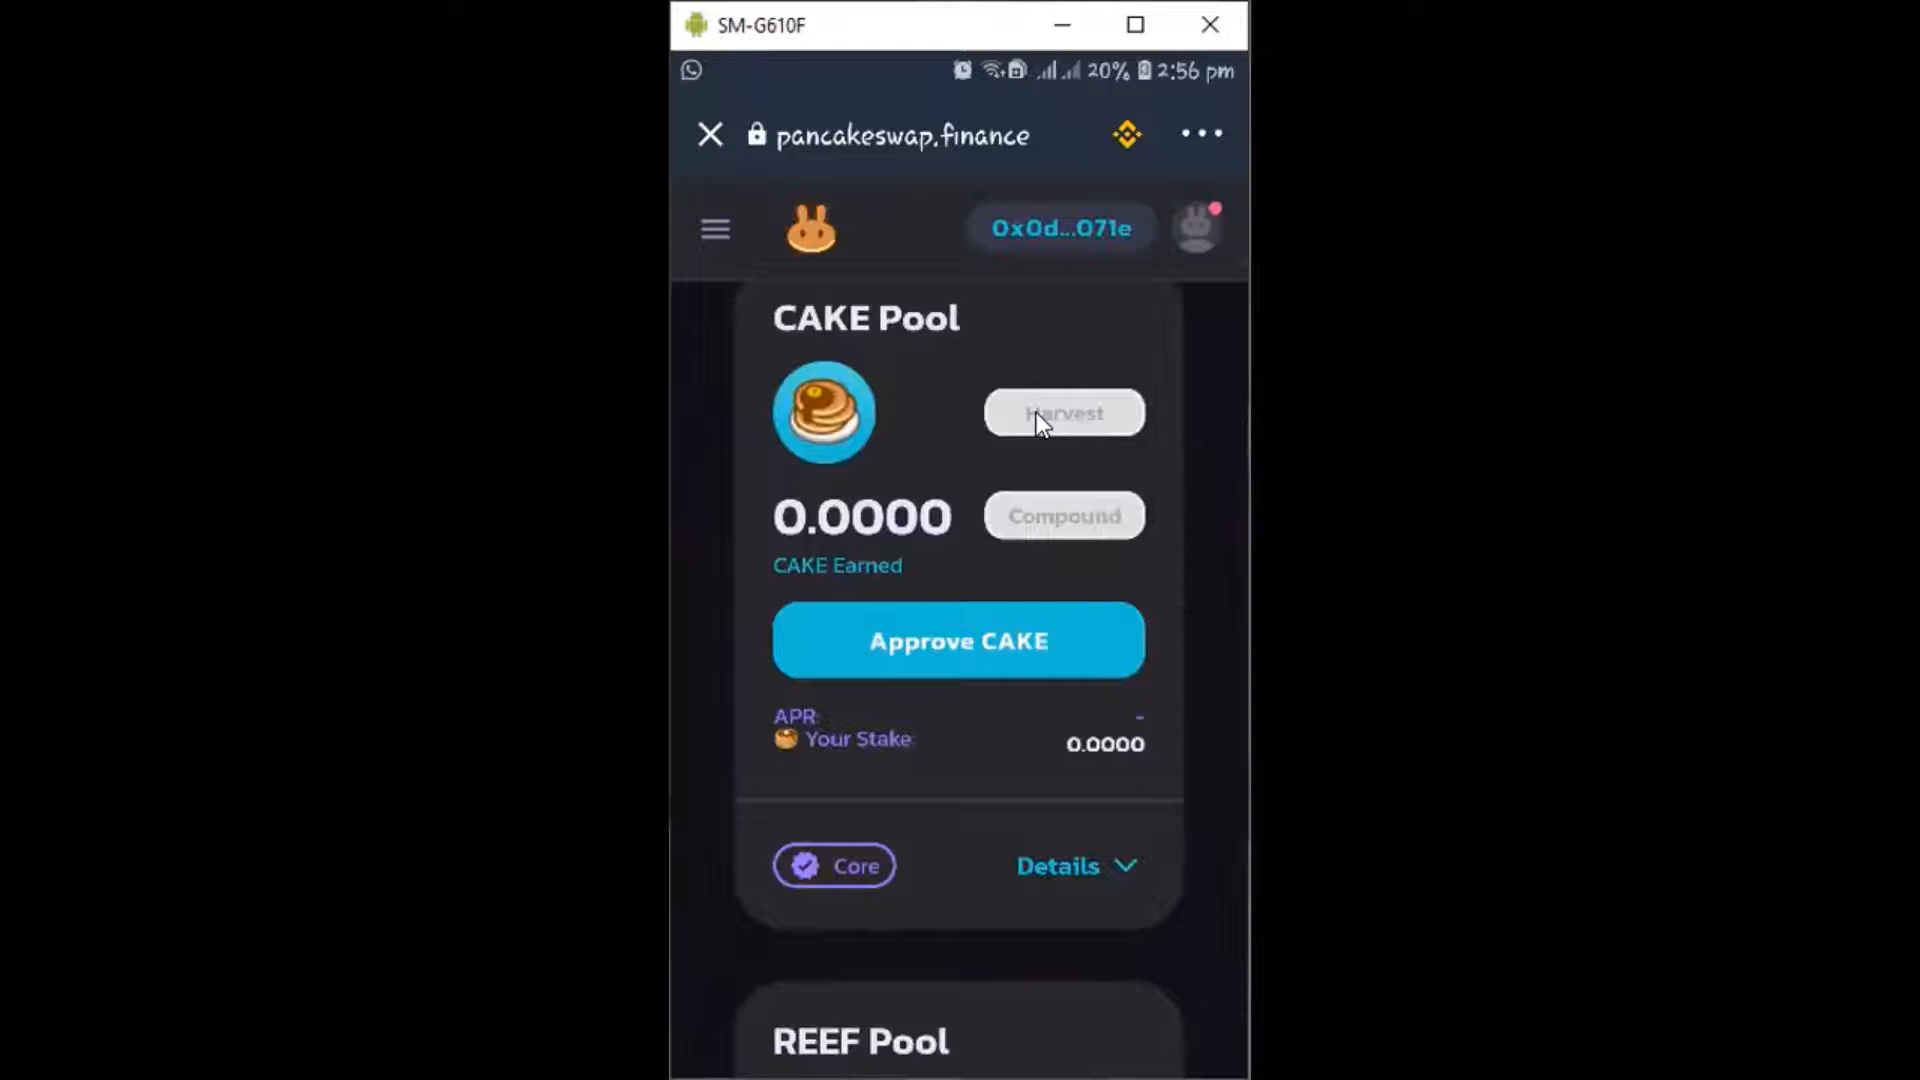 SM-G610F
20% 2:56 pm
pancakeswap.finance
0x0d...071e
CAKE Pool
Harvest
0.0000
Compound
CAKE Earned
Approve CAKE
APR: -
Your Stake: 0.0000
Core
Details
REEF Pool